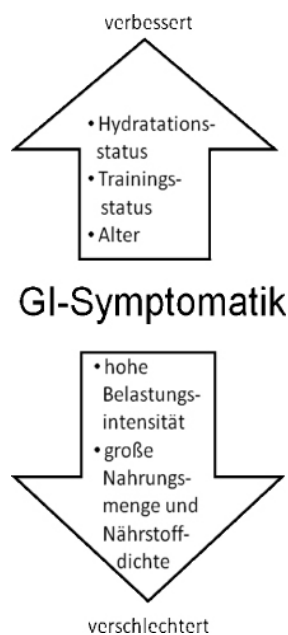 verbessert
• Hydratations-
status
• Trainings-
status
• Alter
GI-Symptomatik
• hohe
Belastungs-
intensität
• große
Nahrungs-
menge und
Nährstoff-
dichte
verschlechtert